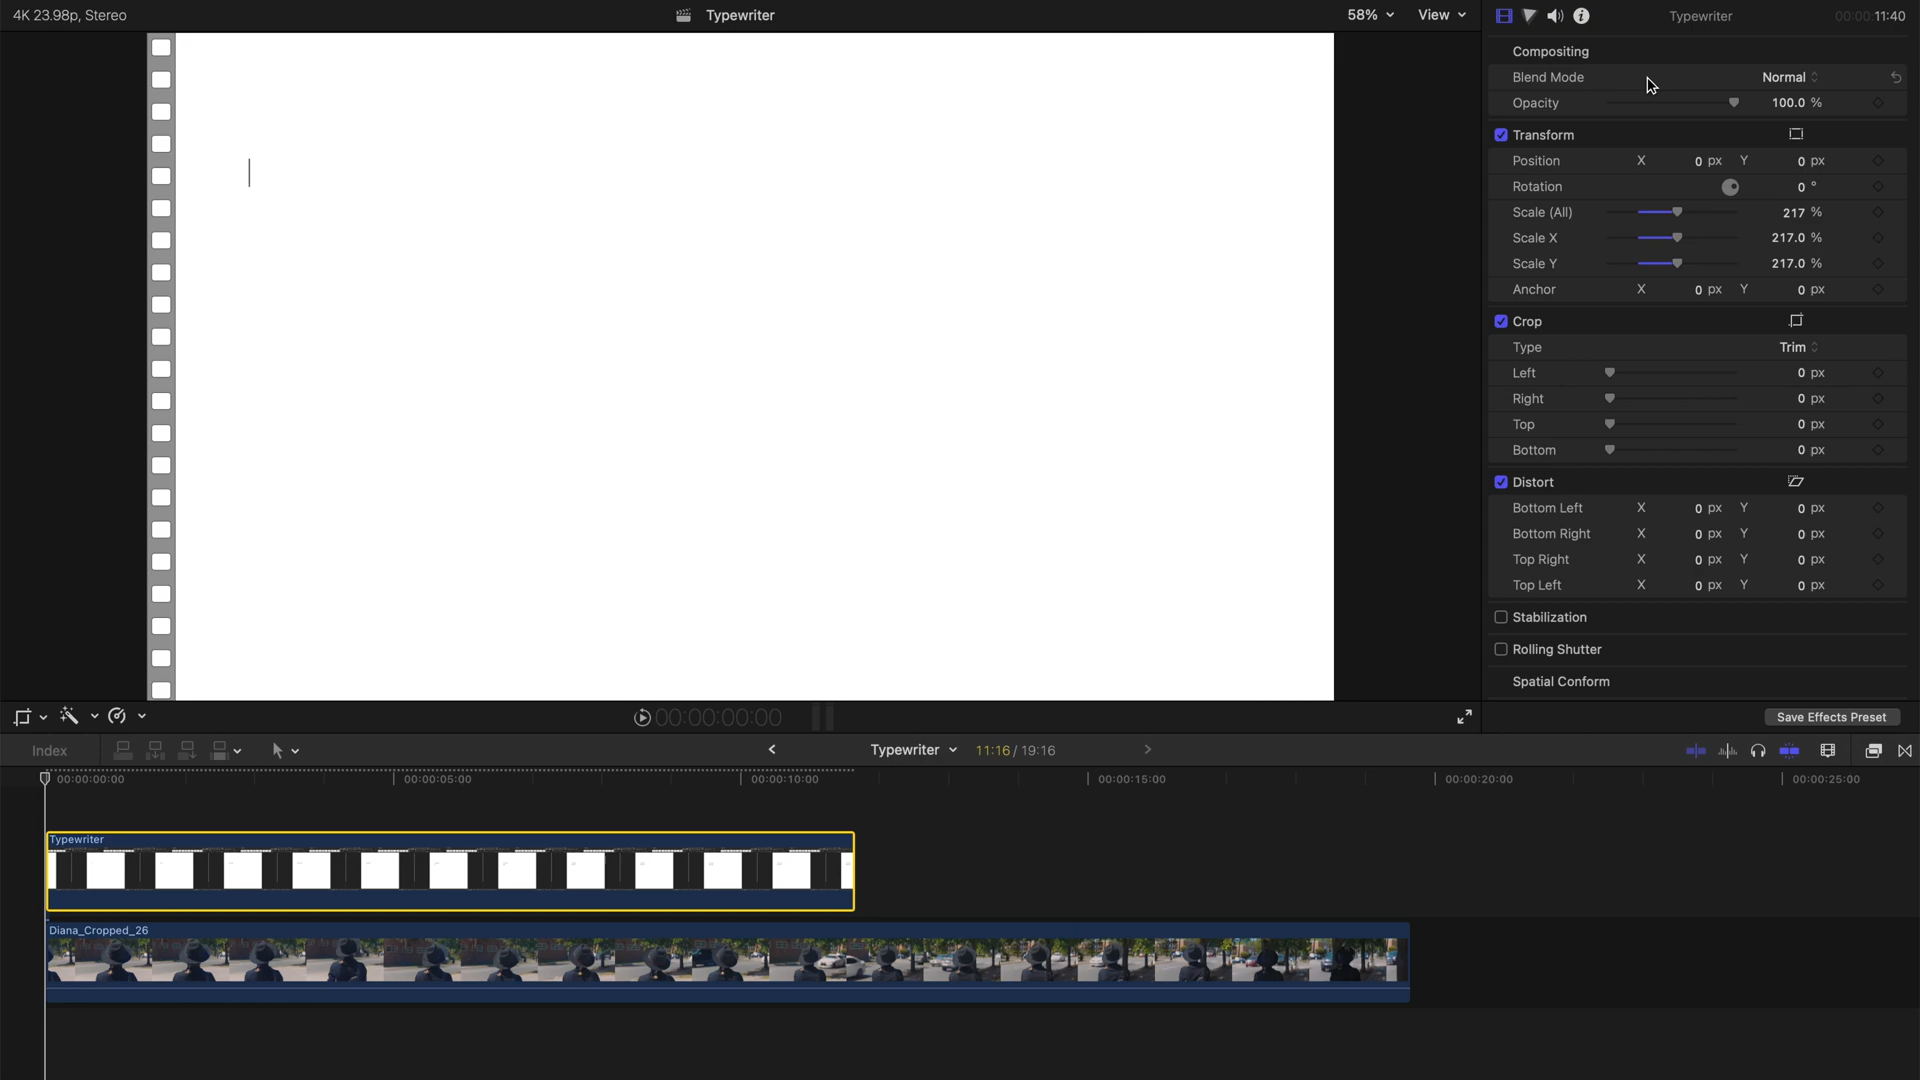 4K 23.98p, Stereo
Typewriter
58%
View
Typewriter
00:00:11:40
Compositing
Blend Mode Normal
Opacity 100.0 %
Transform
Position X 0 px Y 0 px
Rotation 0 °
Scale (All) 217 %
Scale X 217.0 %
Scale Y 217.0 %
Anchor X 0 px Y 0 px
Crop
Type Trim
Left 0 px
Right 0 px
Top 0 px
Bottom 0 px
Distort
Bottom Left X 0 px Y 0 px
Bottom Right X 0 px Y 0 px
Top Right X 0 px Y 0 px
Top Left X 0 px Y 0 px
Stabilization
Rolling Shutter
Spatial Conform
00:00:00:00
Save Effects Preset
Index
Typewriter
11:16 / 19:16
00:00:00:00 00:00:05:00 00:00:10:00 00:00:15:00 00:00:20:00 00:00:25:00
Typewriter
Diana_Cropped_26